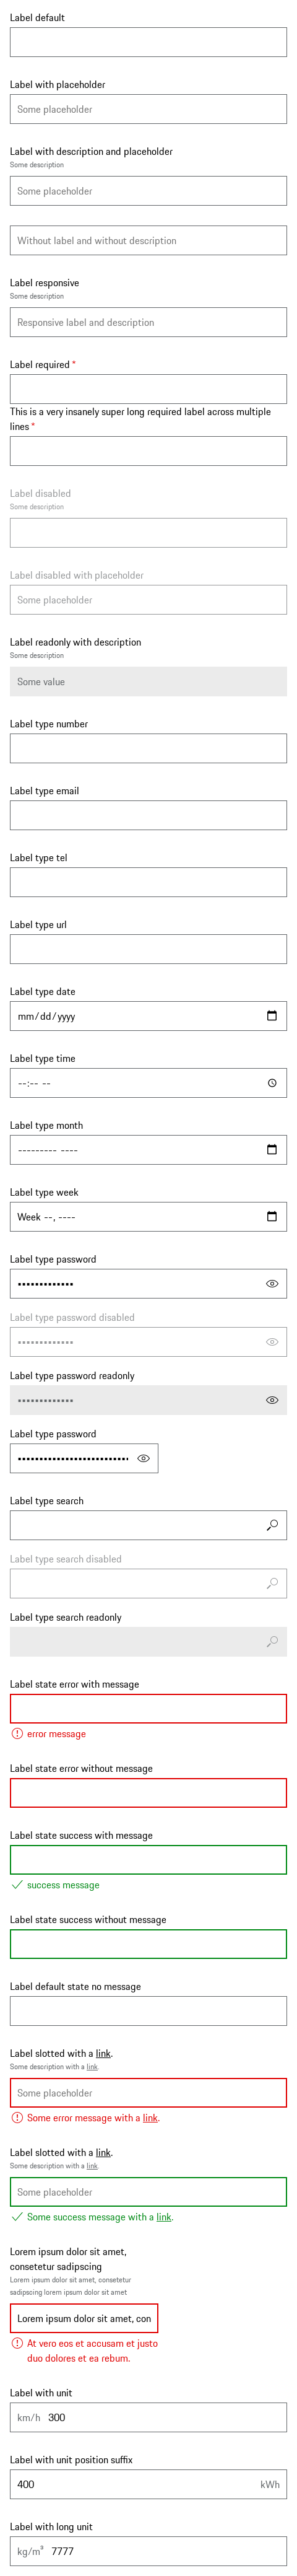 Label default
Label with placeholder
Some placeholder
Label with description and placeholder
Some description
Some placeholder
Without label and without description
Label responsive
Some description
Responsive label and description
Label required *
This is a very insanely super long required label across multiple
lines *
Label disabled
Some description
Label disabled with placeholder
Some placeholder
Label readonly with description
Some description
Some value
Label type number
Label type email
Label type tel
Label type url
Label type date
mm/dd/yyyy
Label type time
--:-- --
Label type month
--------- ----
Label type week
Week --, ----
Label type password
•••••••••••••
Label type password disabled
•••••••••••••
Label type password readonly
•••••••••••••
Label type password
••••••••••••••••••••••••••
Label type search
Label type search disabled
Label type search readonly
Label state error with message
error message
Label state error without message
Label state success with message
success message
Label state success without message
Label default state no message
Label slotted with a link.
Some description with a link.
Some placeholder
Some error message with a link.
Label slotted with a link.
Some description with a link.
Some placeholder
Some success message with a link.
Lorem ipsum dolor sit amet,
consetetur sadipscing
Lorem ipsum dolor sit amet, consetetur
sadipscing lorem ipsum dolor sit amet
Lorem ipsum dolor sit amet, con
At vero eos et accusam et justo
duo dolores et ea rebum.
Label with unit
km/h 300
Label with unit position suffix
400 kWh
Label with long unit
kg/m³ 7777